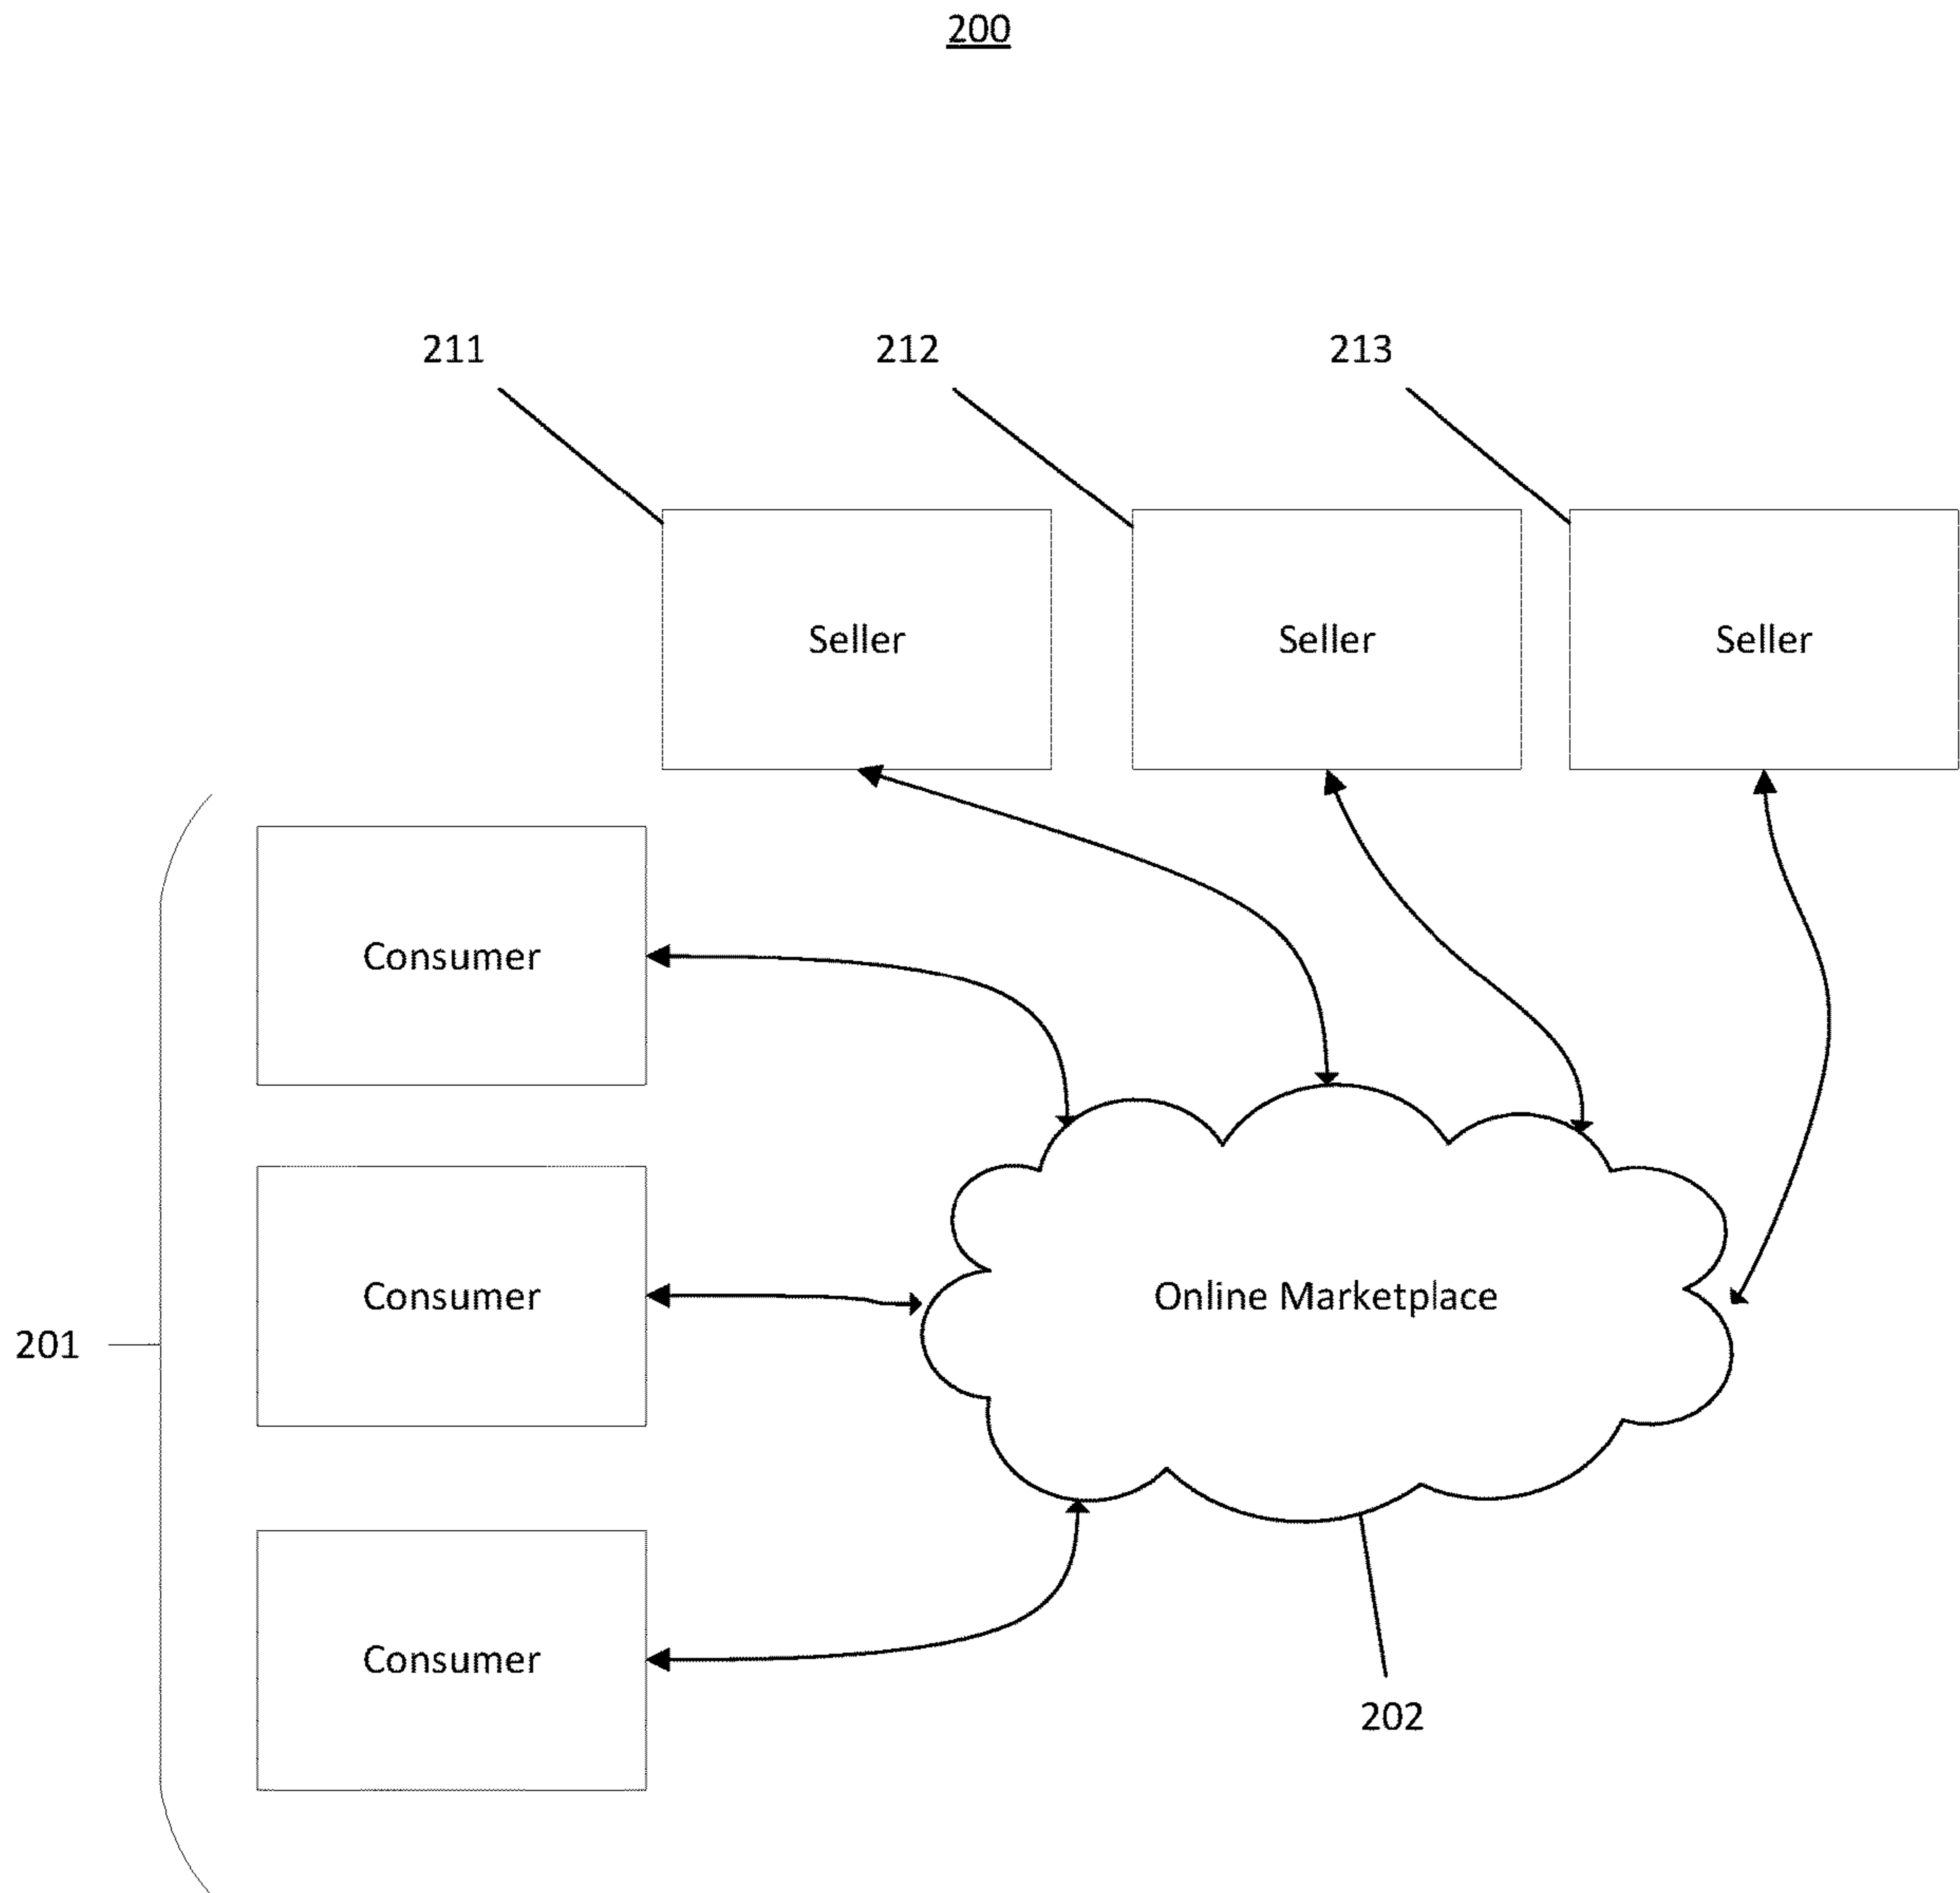 200
211
212
213
Seller
Seller
Seller
Consumer
Consumer
Online Marketplace
201
Consumer
202